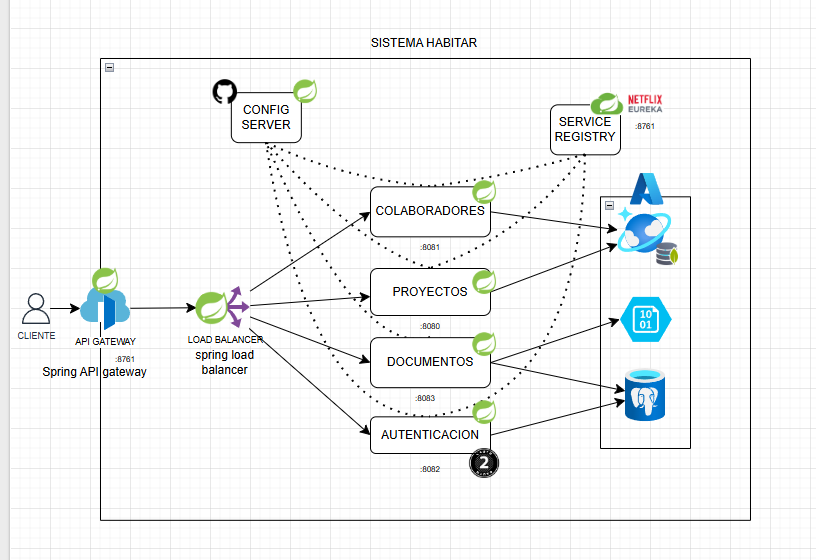 SISTEMA HABITAR
CONFIG
SERVER
NETFLIX
EUREKA
:8761
SERVICE
REGISTRY
COLABORADORES
:8081
PROYECTOS
:8080
DOCUMENTOS
:8083
AUTENTICACION
2
:8082
CLIENTE
API GATEWAY
:8761
Spring API gateway
LOAD BALANCER
spring load
balancer
10
01